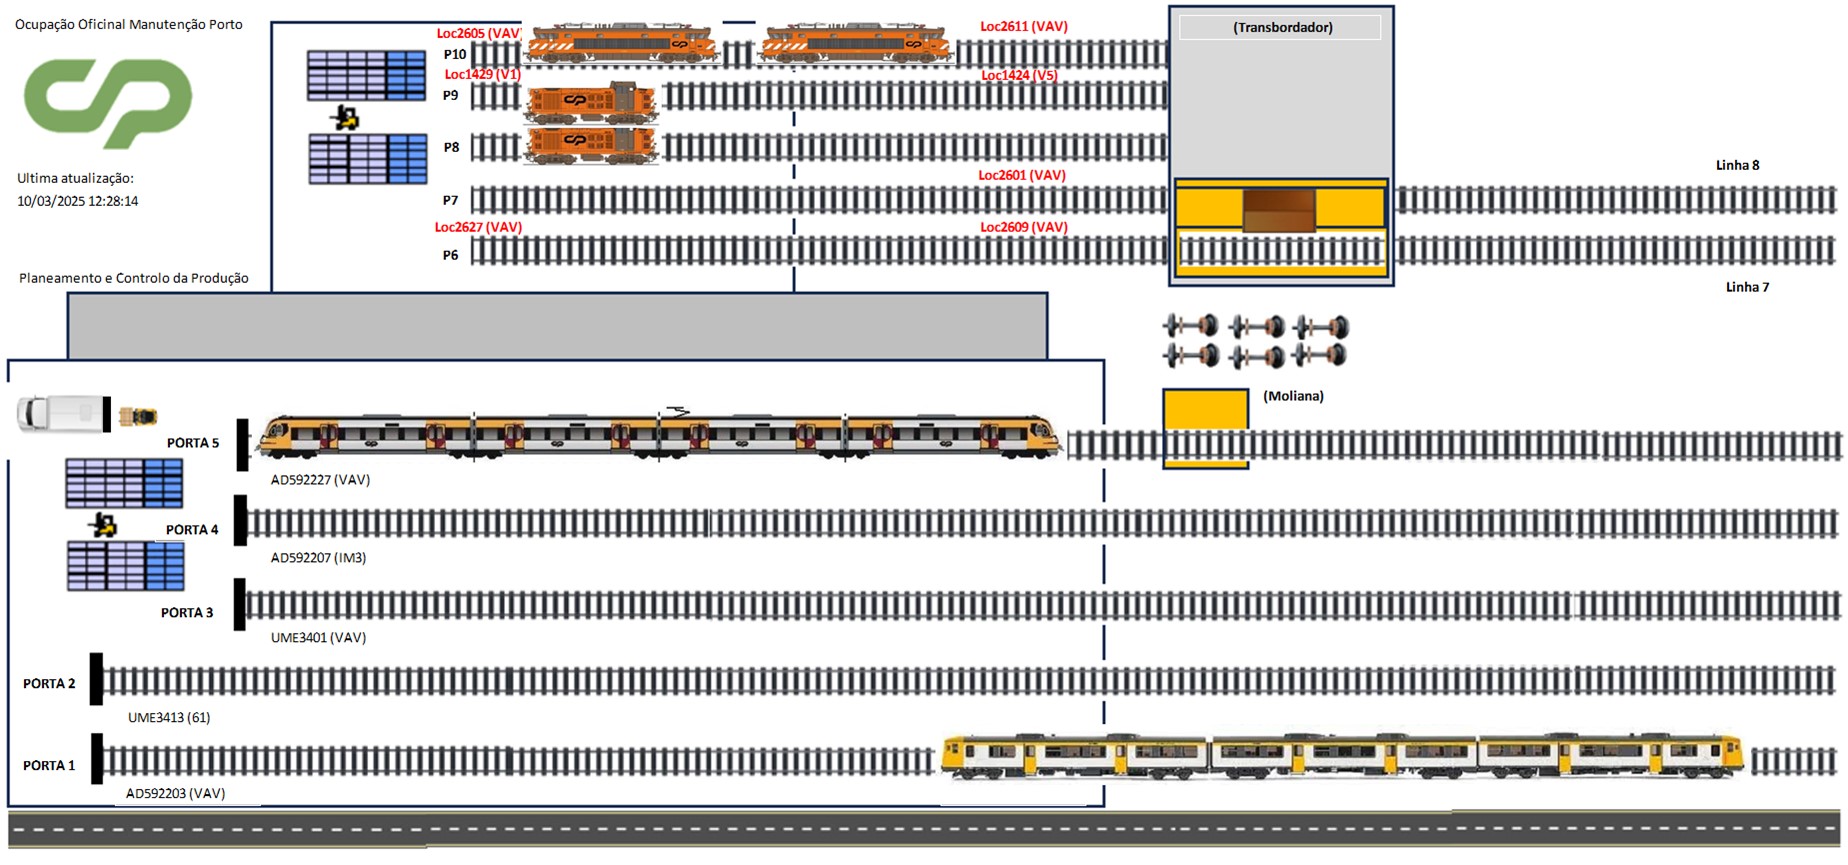 Ocupação Oficinal Manutenção Porto
CP
Ultima atualização:
10/03/2025 12:28:14
Planeamento e Controlo da Produção
Loc2605 (VAV)
Loc2611 (VAV)
P10
Loc1429 (V1)
Loc1424 (V5)
P9
P8
Loc2601 (VAV)
P7
Loc2627 (VAV)
Loc2609 (VAV)
P6
(Transbordador)
Linha 8
Linha 7
(Moliana)
PORTA 5
AD592227 (VAV)
PORTA 4
AD592207 (IM3)
PORTA 3
UME3401 (VAV)
PORTA 2
UME3413 (61)
PORTA 1
AD592203 (VAV)